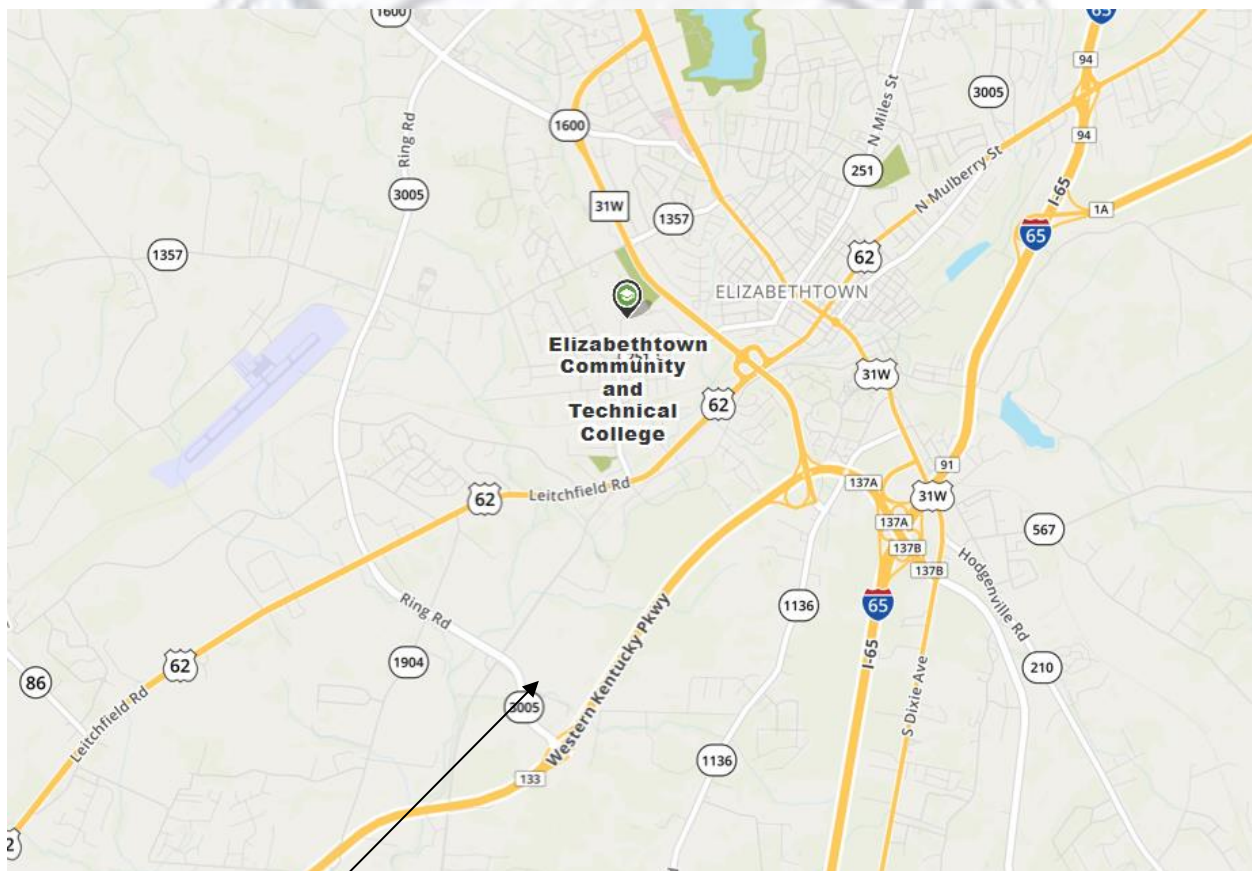 1600
65
94
Ring Rd
N Miles St
3005
1600
94
251
N Mulberry St
I-65
3005
31W
1357
1A
65
1357
62
ELIZABETHTOWN
Elizabethtown
Community
and
Technical
College
31W
62
91
137A
31W
62
Leitchfield Rd
137A
567
137B
137B
Hodgenville Rd
Ring Rd
1136
65
Western Kentucky Pkwy
I-65
1904
62
210
86
S Dixie Ave
Leitchfield Rd
3005
1136
133
2